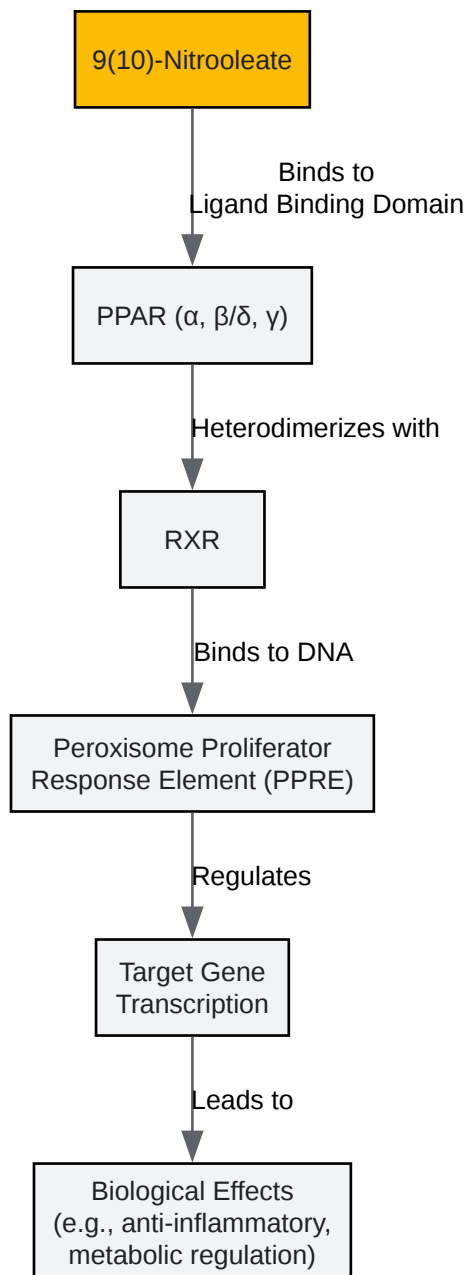 9(10)-Nitrooleate
Binds to
Ligand Binding Domain
PPAR (α, β/δ, γ)
Heterodimerizes with
RXR
Binds to DNA
Peroxisome Proliferator
Response Element (PPRE)
Regulates
Target Gene
Transcription
Leads to
Biological Effects
(e.g., anti-inflammatory,
metabolic regulation)